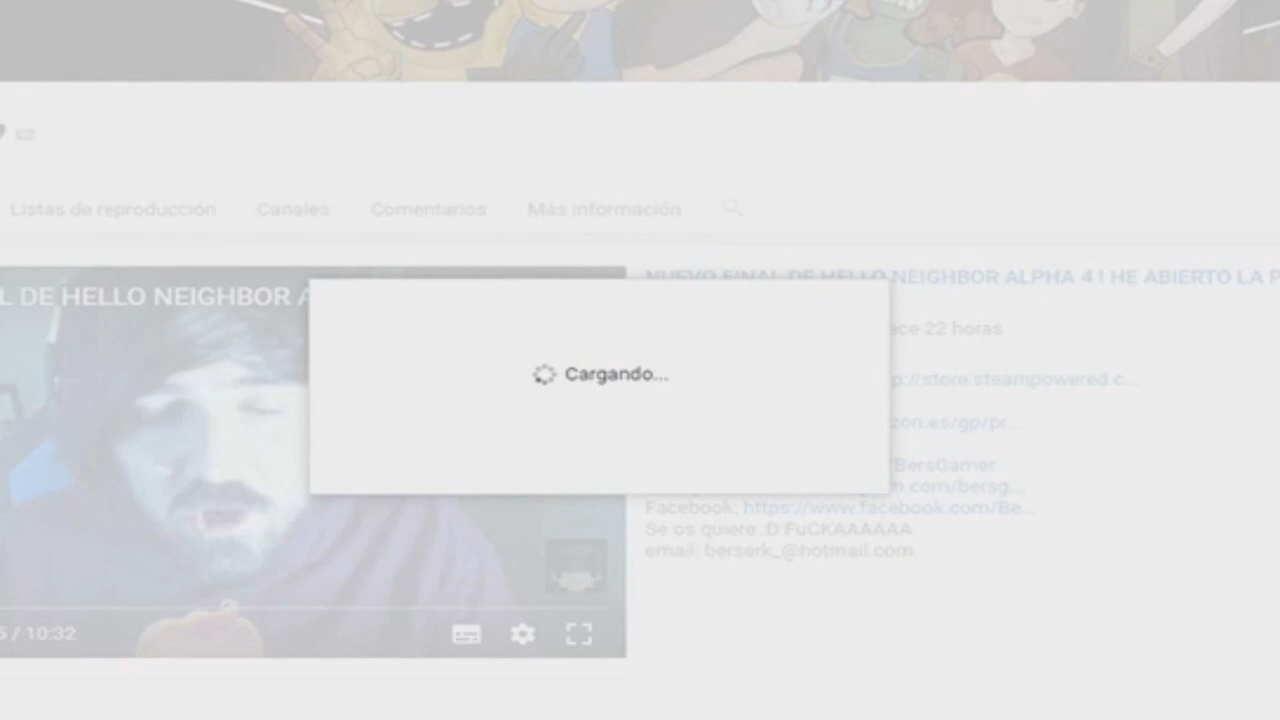 Listas de reproducción Canales Comentarios Más información
L DE HELLO NEIGHBOR A
NUEVO FINAL DE HELLO NEIGHBOR ALPHA 4 ! HE ABIERTO LA P
ace 22 horas
Cargando...
p://store.steampowered.c...
zon.es/gp/pr...
BersGamer
n.com/bersg...
Facebook: https://www.facebook.com/Be...
Se os quiere :D FuCKAAAAAA
email: berserk_@hotmail.com
5 / 10:32